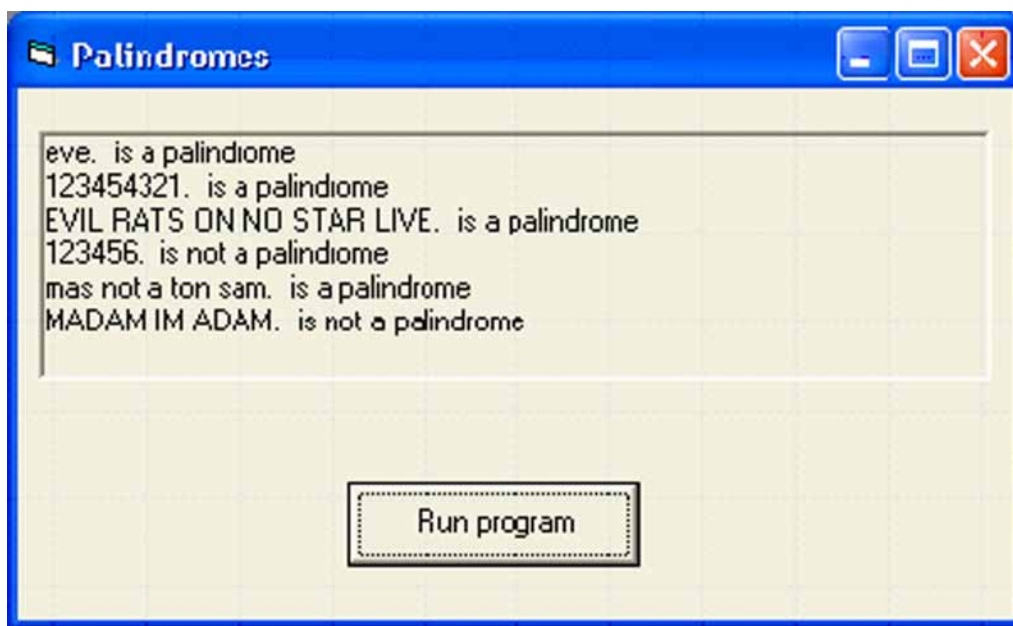 Palindromes
eve.  is a palindrome
123454321.  is a palindrome
EVIL RATS ON NO STAR LIVE.  is a palindrome
123456.  is not a palindrome
mas not a ton sam.  is a palindrome
MADAM IM ADAM.  is not a palindrome
Run program